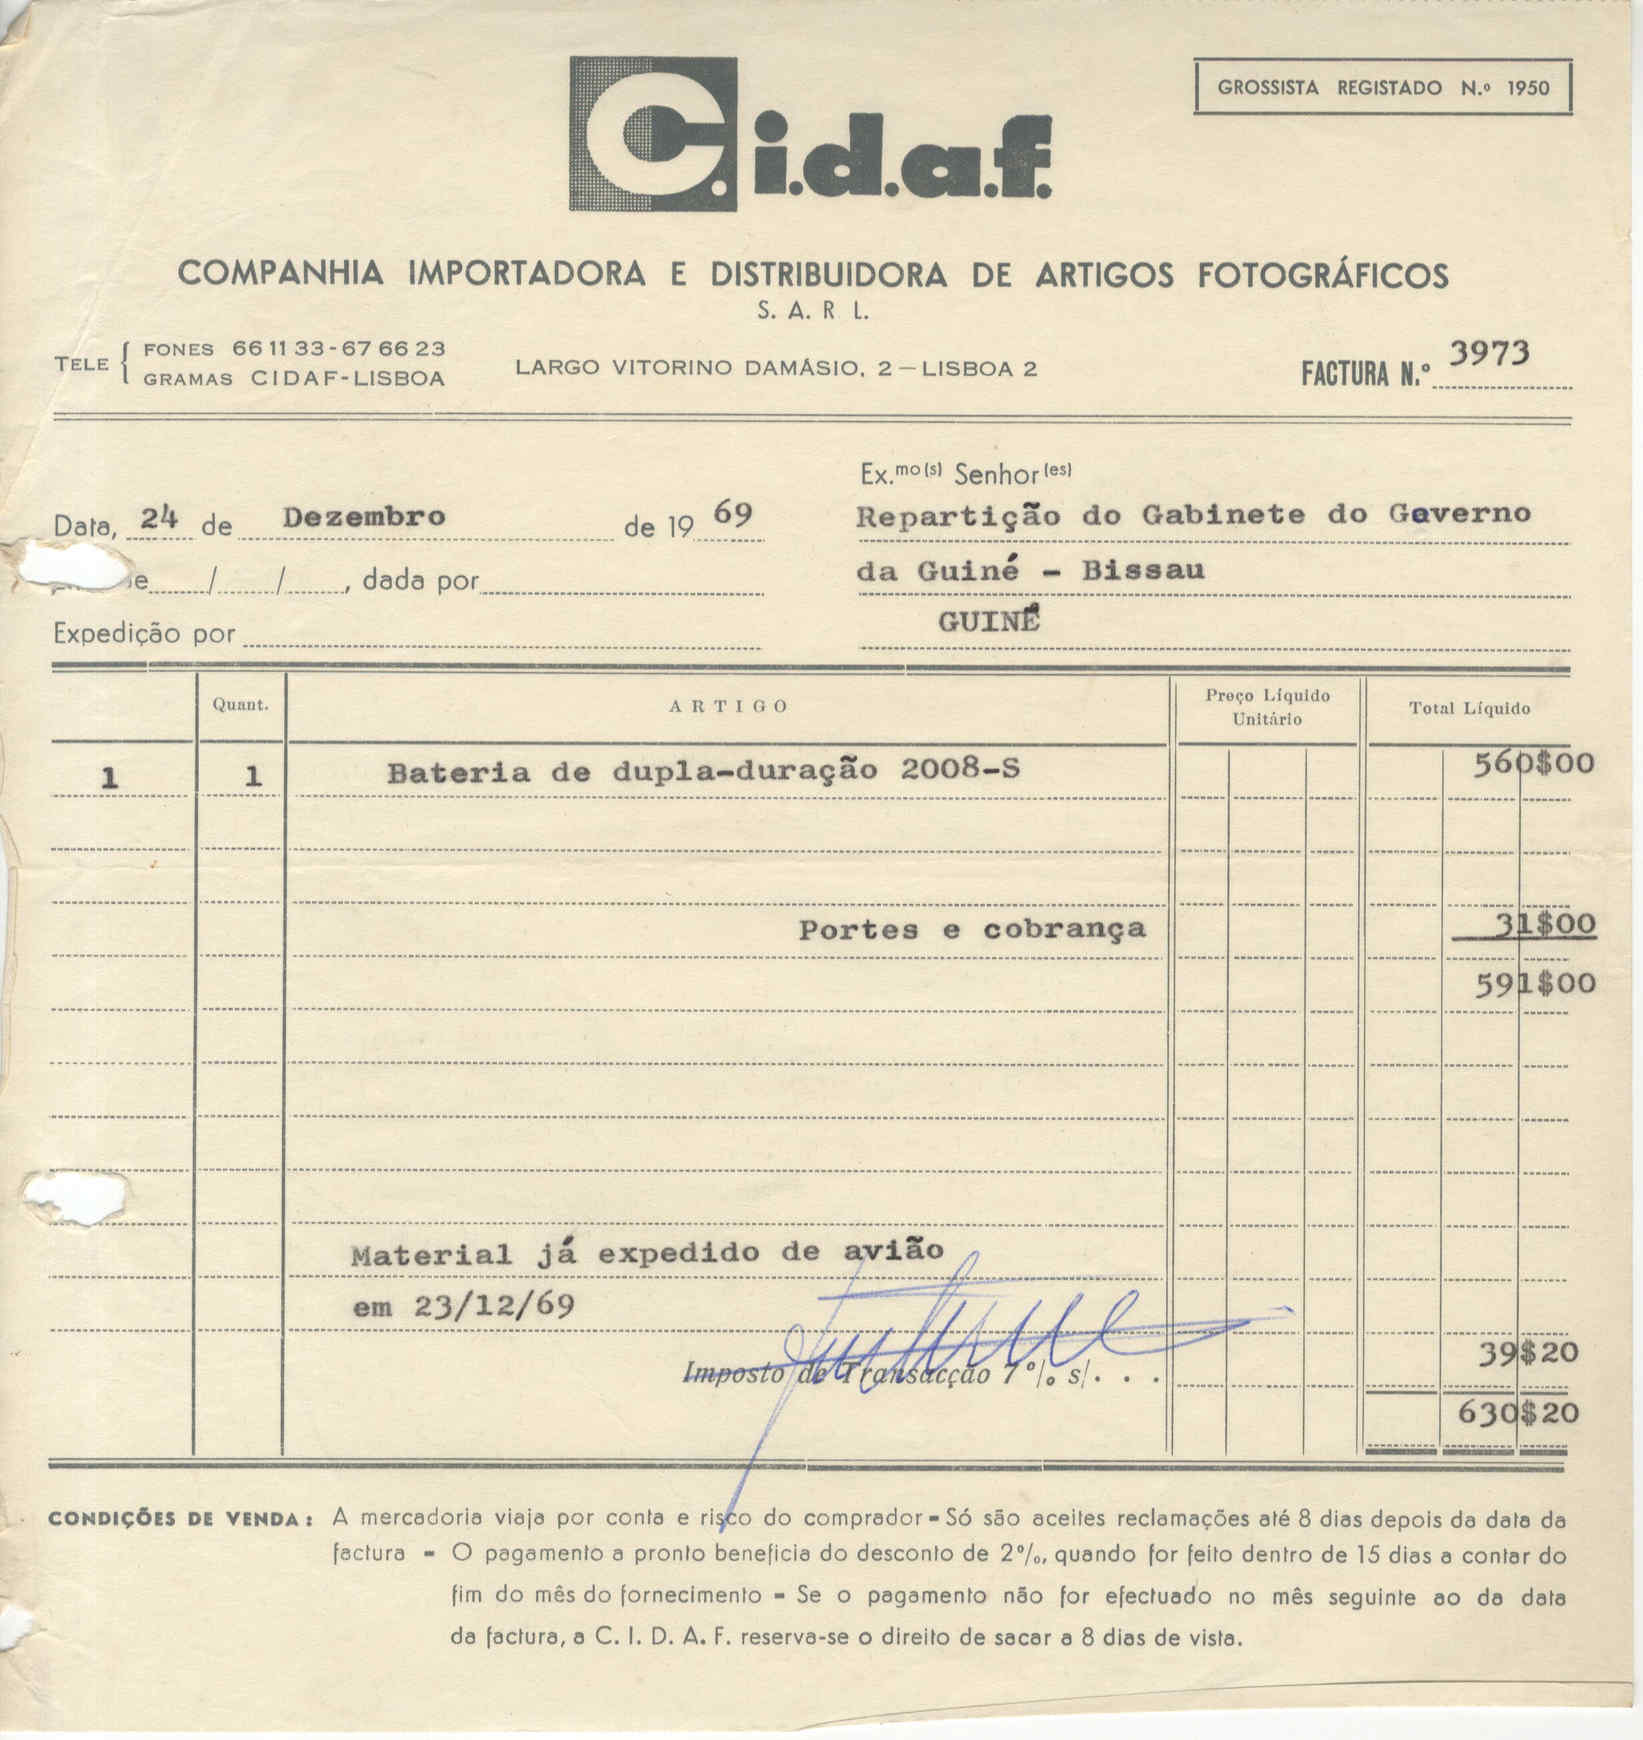 C.i.d.a.f.
GROSSISTA REGISTADO N.º 1950
COMPANHIA IMPORTADORA E DISTRIBUIDORA DE ARTIGOS FOTOGRÁFICOS
S. A. R L.
TELE { FONES 66 11 33 - 67 66 23
GRAMAS CIDAF-LISBOA
LARGO VITORINO DAMÁSIO, 2 — LISBOA 2
FACTURA N.º 3973
Ex.mo(s) Senhor(es)
Data, 24 de Dezembro de 19 69
Repartição do Gabinete do Governo
/ / , dada por
da Guiné - Bissau
Expedição por
GUINÉ
Quant. ARTIGO Preço Líquido Unitário Total Líquido
1 1 Bateria de dupla-duração 2008-S 560$00
Portes e cobrança 31$00
591$00
Material já expedido de avião
em 23/12/69
Imposto de Transacção 7% s/. . . 39$20
630$20
CONDIÇÕES DE VENDA: A mercadoria viaja por conta e risco do comprador - Só são aceites reclamações até 8 dias depois da data da
factura - O pagamento a pronto beneficia do desconto de 2%, quando for feito dentro de 15 dias a contar do
fim do mês do fornecimento - Se o pagamento não for efectuado no mês seguinte ao da data
da factura, a C. I. D. A. F. reserva-se o direito de sacar a 8 dias de vista.